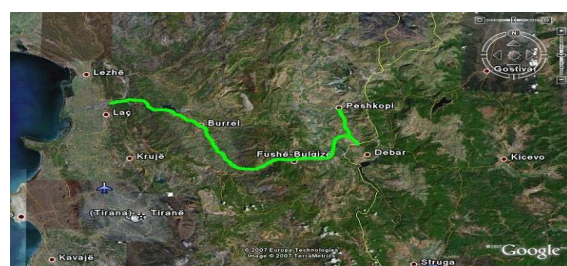 N
Gostivar
Lezhë
Peshkopi
Laç
Burrel
Krujë
Fushë-Bulqizë
Debar
Kicevo
(Tirana) Tiranë
Kavajë
© 2007 Europa Technologies
Image © 2007 TerraMetrics
Struga
Google